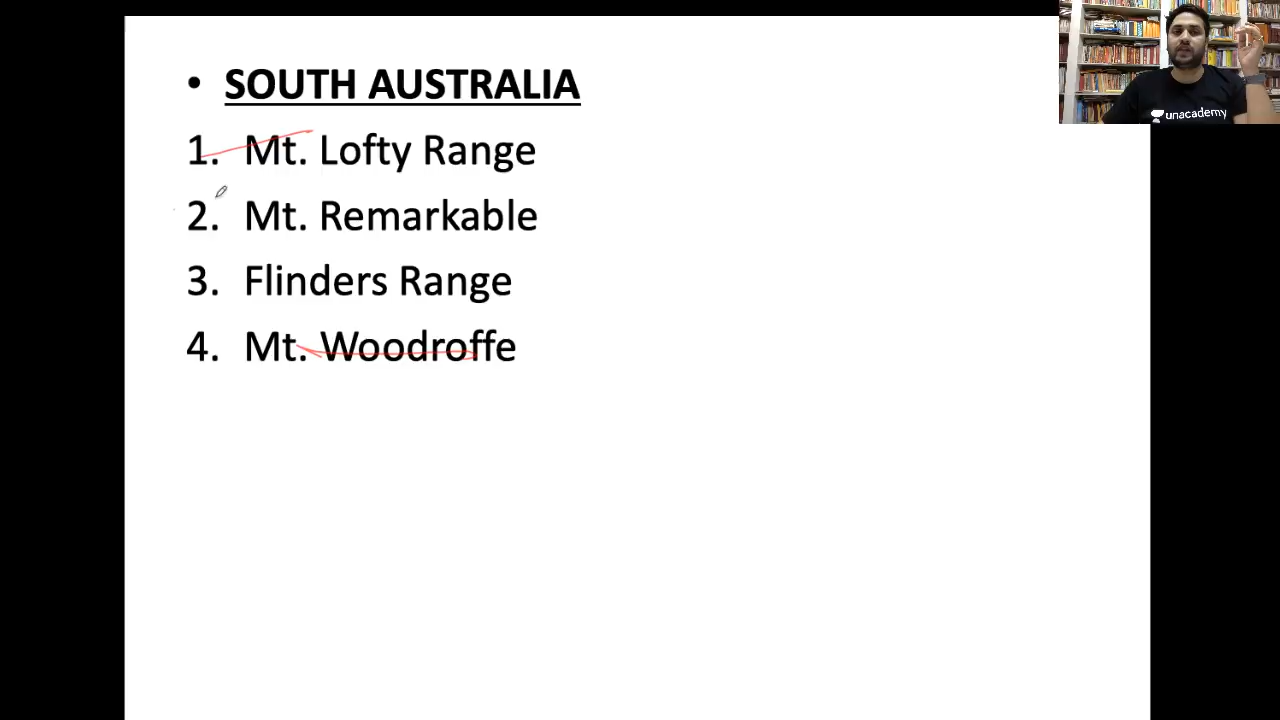 • SOUTH AUSTRALIA
1. Mt. Lofty Range
2. Mt. Remarkable
3. Flinders Range
4. Mt. Woodroffe
unacademy